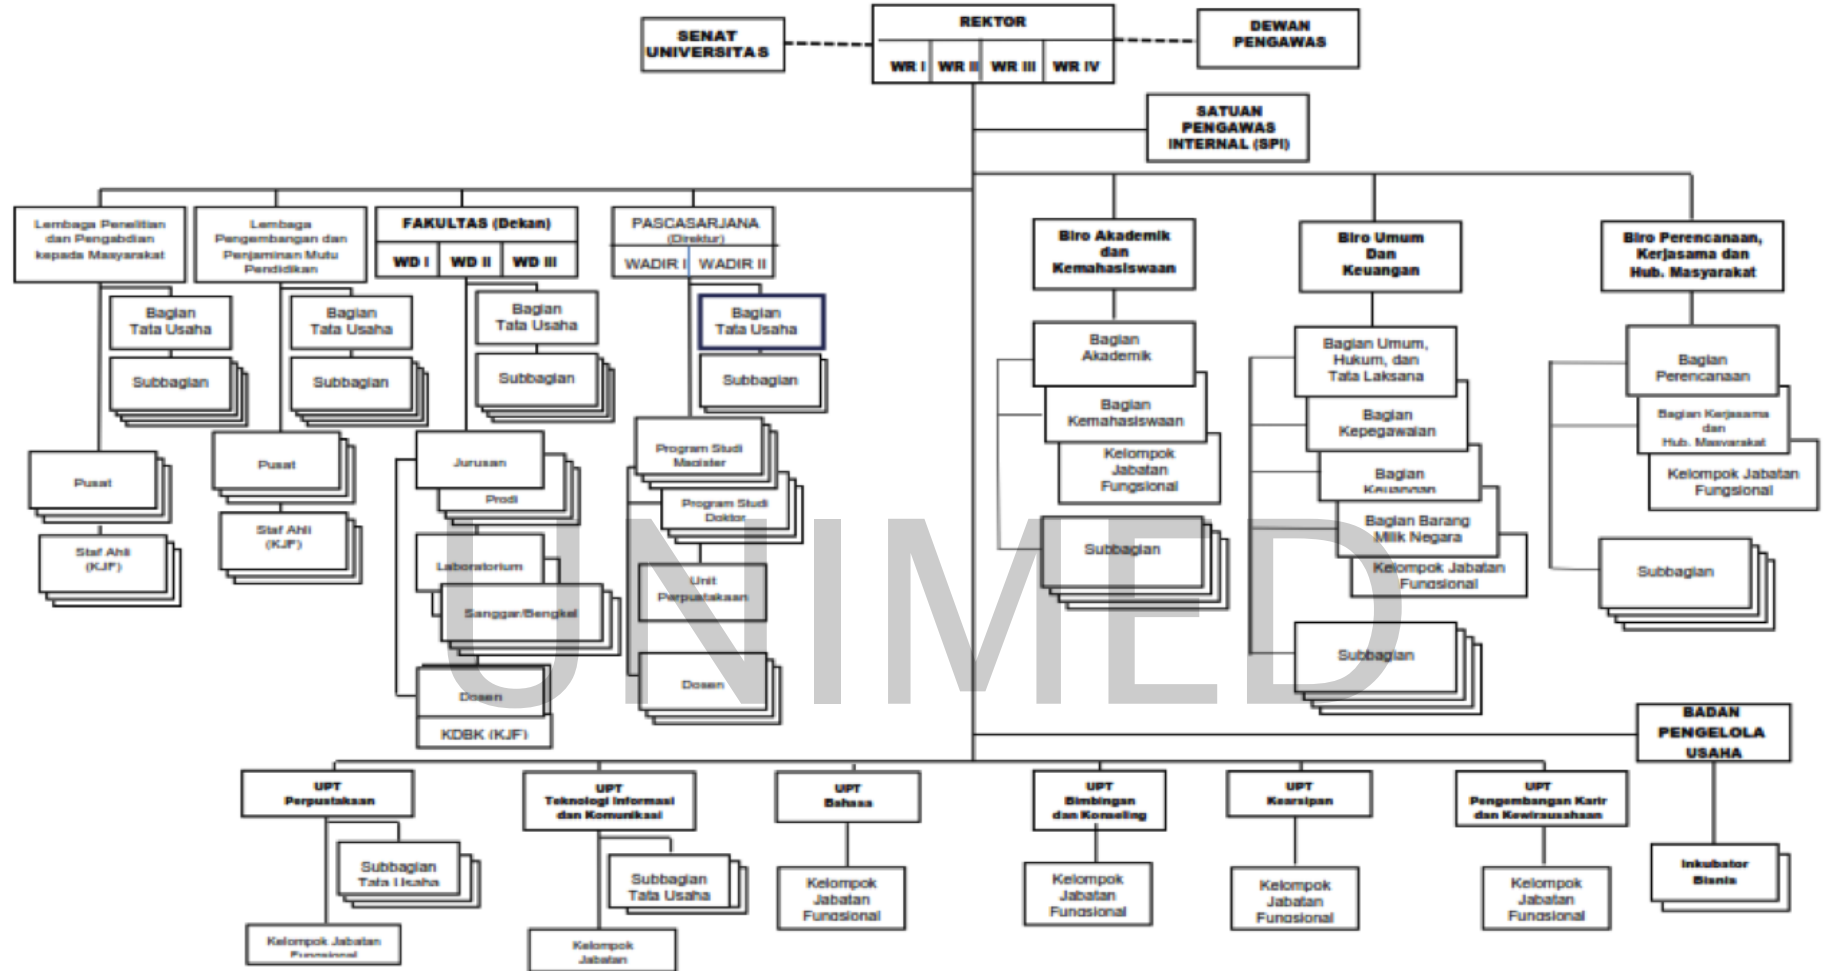 SENAT
UNIVERSITAS
REKTOR
WR I
WR II
WR III
WR IV
DEWAN
PENGAWAS
SATUAN
PENGAWAS
INTERNAL (SPI)
Lembaga Penelitian
dan Pengabdian
kepada Masyarakat
Lembaga
Pengembangan dan
Penjaminan Mutu
Pendidikan
FAKULTAS (Dekan)
WD I
WD II
WD III
PASCASARJANA
(Direktur)
WADIR I
WADIR II
Biro Akademik
dan
Kemahasiswaan
Biro Umum
Dan
Keuangan
Biro Perencanaan,
Kerjasama dan
Hub. Masyarakat
Bagian
Tata Usaha
Subbagian
Pusat
Staf Ahli
(KJF)
Bagian
Tata Usaha
Subbagian
Pusat
Staf Ahli
(KJF)
Bagian
Tata Usaha
Subbagian
Jurusan
Prodi
Laboratorium
Sanggar/Bengkel
Dosen
KDBK (KJF)
Bagian
Tata Usaha
Subbagian
Program Studi
Magister
Program Studi
Doktor
Unit
Perpustakaan
Dosen
Bagian
Akademik
Bagian
Kemahasiswaan
Kelompok
Jabatan
Fungsional
Subbagian
Bagian Umum,
Hukum, dan
Tata Laksana
Bagian
Kepegawaian
Bagian
Keuangan
Bagian Barang
Milik Negara
Kelompok Jabatan
Fungsional
Subbagian
Bagian
Perencanaan
Bagian Kerjasama
dan
Hub. Masyarakat
Kelompok Jabatan
Fungsional
Subbagian
UNIMED
BADAN
PENGELOLA
USAHA
Inkubator
Bisnis
UPT
Perpustakaan
Subbagian
Tata Usaha
Kelompok Jabatan
Fungsional
UPT
Teknologi Informasi
dan Komunikasi
Subbagian
Tata Usaha
Kelompok
Jabatan
UPT
Bahasa
Kelompok
Jabatan
Fungsional
UPT
Bimbingan
dan Konseling
Kelompok
Jabatan
Fungsional
UPT
Kearsipan
Kelompok
Jabatan
Fungsional
UPT
Pengembangan Karir
dan Kewirausahaan
Kelompok
Jabatan
Fungsional